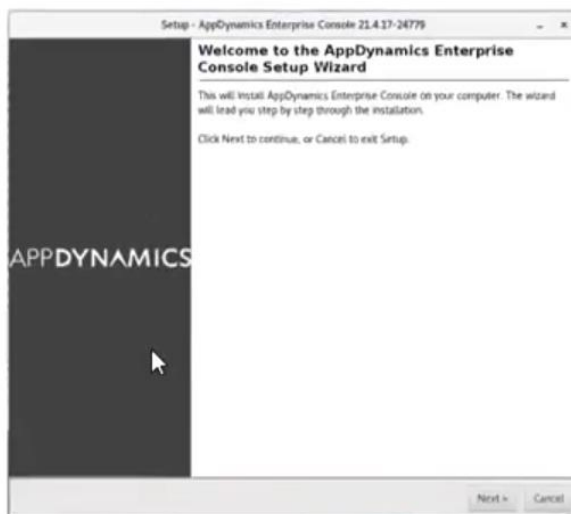 Setup - AppDynamics Enterprise Console 21.4.17-24779
Welcome to the AppDynamics Enterprise
Console Setup Wizard
This will install AppDynamics Enterprise Console on your computer. The wizard
will lead you step by step through the installation.
Click Next to continue, or Cancel to exit Setup.
APPDYNAMICS
Next »
Cancel